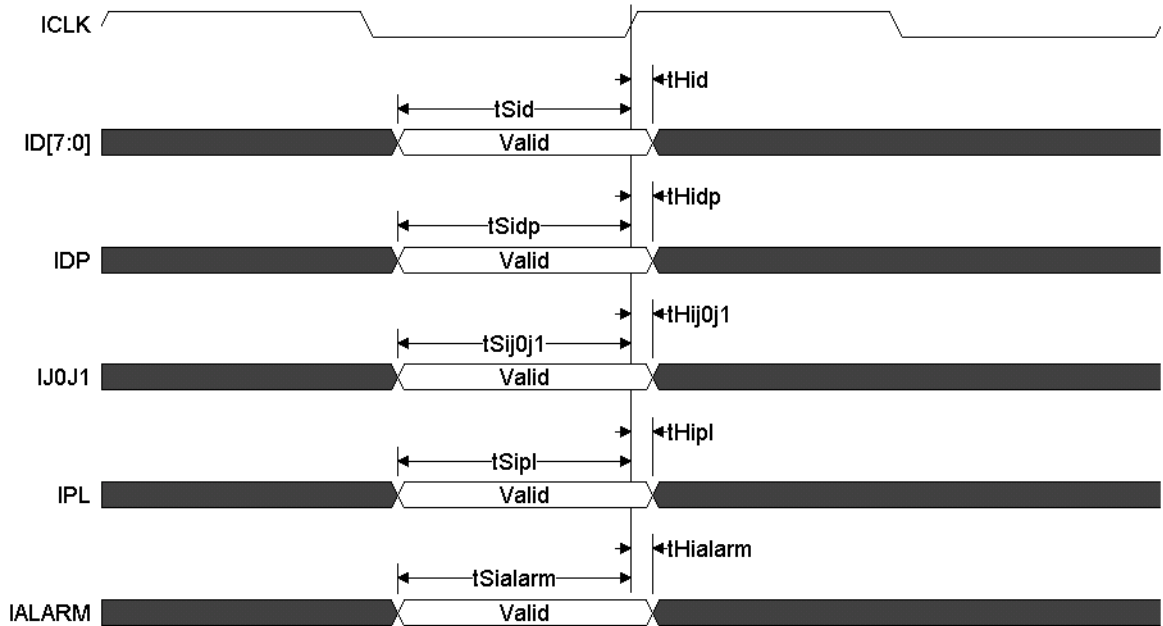 ICLK
tHid
tSid
ID[7:0]
Valid
tHidp
tSidp
IDP
Valid
tHij0j1
tSij0j1
IJ0J1
Valid
tHipl
tSipl
IPL
Valid
tHialarm
tSialarm
IALARM
Valid